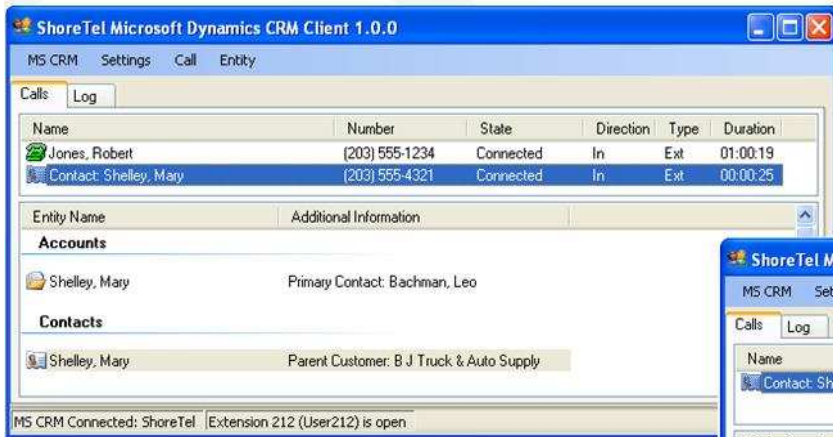 ShoreTel Microsoft Dynamics CRM Client 1.0.0
MS CRM Settings Call Entity
Calls Log
Name Number State Direction Type Duration
Jones, Robert (203) 555-1234 Connected In Ext 01:00:19
Contact: Shelley, Mary (203) 555-4321 Connected In Ext 00:00:25
Entity Name Additional Information
Accounts
Shelley, Mary Primary Contact: Bachman, Leo
Contacts
Shelley, Mary Parent Customer: B J Truck & Auto Supply
MS CRM Connected: ShoreTel Extension 212 (User212) is open
ShoreTel M
MS CRM Set
Calls Log
Name
Contact: Sh